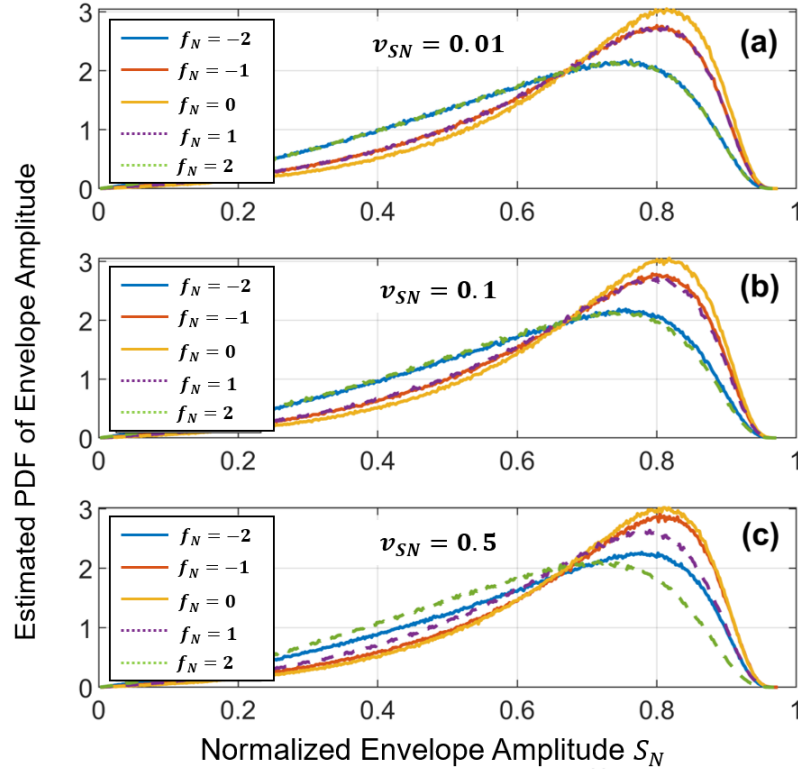 Estimated PDF of Envelope Amplitude
3
2
1
0
f_N = −2
f_N = −1
f_N = 0
f_N = 1
f_N = 2
v_SN = 0.01
(a)
0 0.2 0.4 0.6 0.8 1
3
2
1
0
f_N = −2
f_N = −1
f_N = 0
f_N = 1
f_N = 2
v_SN = 0.1
(b)
0 0.2 0.4 0.6 0.8 1
3
2
1
0
f_N = −2
f_N = −1
f_N = 0
f_N = 1
f_N = 2
v_SN = 0.5
(c)
0 0.2 0.4 0.6 0.8 1
Normalized Envelope Amplitude S_N